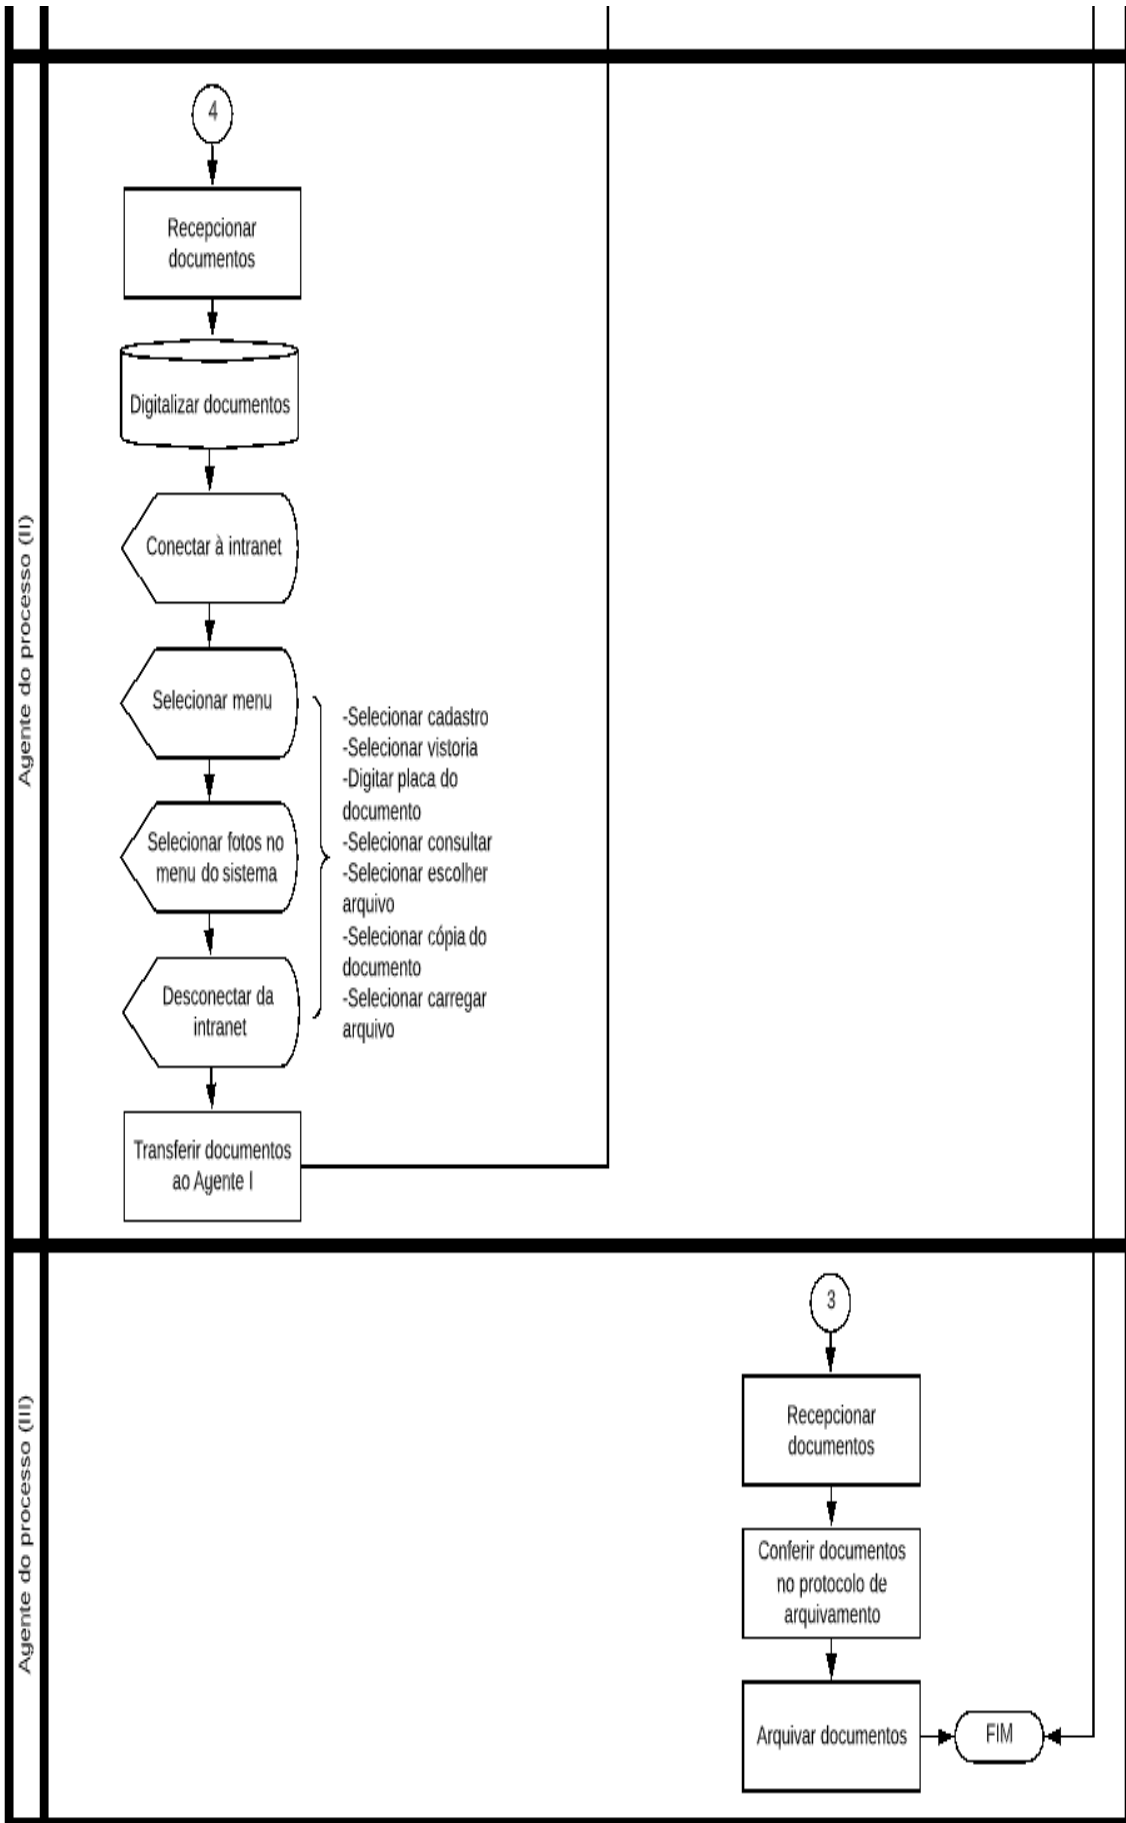 Agente do processo (II)
4
Recepcionar
documentos
Digitalizar documentos
Conectar à intranet
Selecionar menu
Selecionar fotos no
menu do sistema
Desconectar da
intranet
-Selecionar cadastro
-Selecionar vistoria
-Digitar placa do
documento
-Selecionar consultar
-Selecionar escolher
arquivo
-Selecionar cópia do
documento
-Selecionar carregar
arquivo
Transferir documentos
ao Agente I
Agente do processo (III)
3
Recepcionar
documentos
Conferir documentos
no protocolo de
arquivamento
Arquivar documentos
FIM